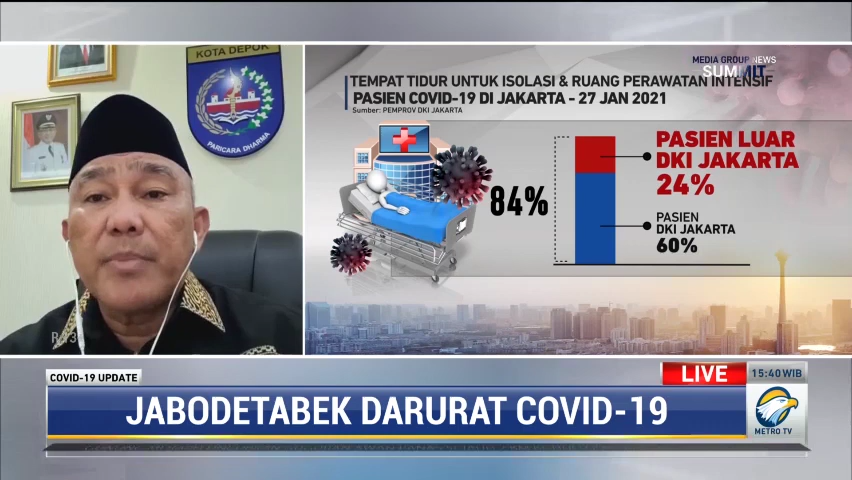 KOTA DEPOK
PARICARA DHARMA
MEDIA GROUP NEWS
SUMMIT
TEMPAT TIDUR UNTUK ISOLASI & RUANG PERAWATAN INTENSIF
PASIEN COVID-19 DI JAKARTA - 27 JAN 2021
Sumber: PEMPROV DKI JAKARTA
84%
PASIEN LUAR
DKI JAKARTA
24%
PASIEN
DKI JAKARTA
60%
COVID-19 UPDATE
LIVE
15:40 WIB
JABODETABEK DARURAT COVID-19
METRO TV